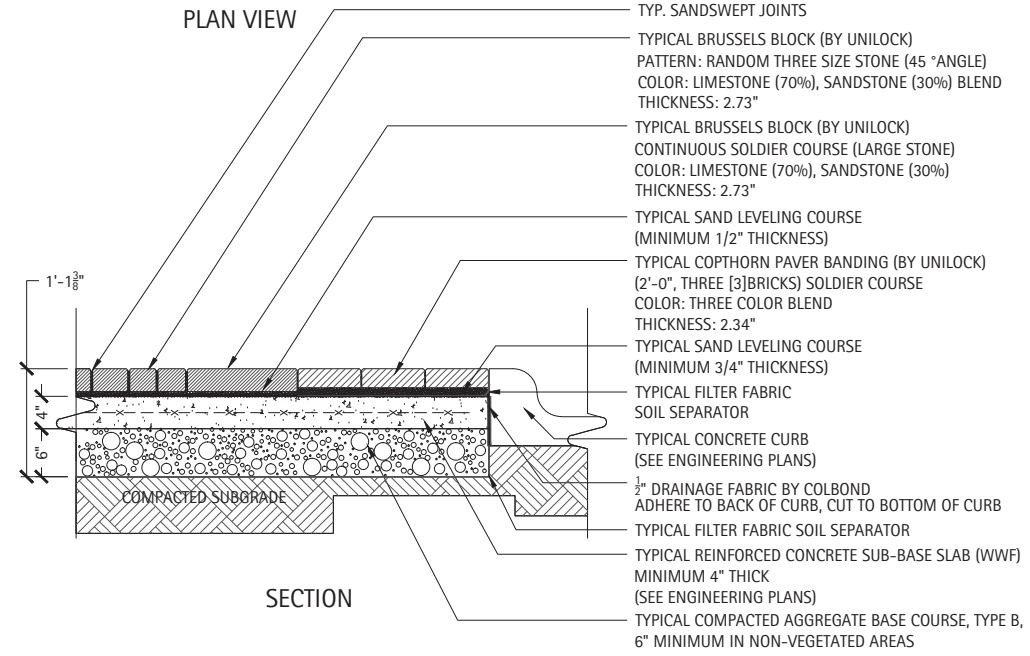 PLAN VIEW
TYP. SANDSWEPT JOINTS
TYPICAL BRUSSELS BLOCK (BY UNILOCK)
PATTERN: RANDOM THREE SIZE STONE (45 °ANGLE)
COLOR: LIMESTONE (70%), SANDSTONE (30%) BLEND
THICKNESS: 2.73"
TYPICAL BRUSSELS BLOCK (BY UNILOCK)
CONTINUOUS SOLDIER COURSE (LARGE STONE)
COLOR: LIMESTONE (70%), SANDSTONE (30%)
THICKNESS: 2.73"
TYPICAL SAND LEVELING COURSE
(MINIMUM 1/2" THICKNESS)
TYPICAL COPTHORN PAVER BANDING (BY UNILOCK)
(2'-0", THREE [3]BRICKS) SOLDIER COURSE
COLOR: THREE COLOR BLEND
THICKNESS: 2.34"
TYPICAL SAND LEVELING COURSE
(MINIMUM 3/4" THICKNESS)
TYPICAL FILTER FABRIC
SOIL SEPARATOR
TYPICAL CONCRETE CURB
(SEE ENGINEERING PLANS)
1/2" DRAINAGE FABRIC BY COLBOND
ADHERE TO BACK OF CURB, CUT TO BOTTOM OF CURB
TYPICAL FILTER FABRIC SOIL SEPARATOR
TYPICAL REINFORCED CONCRETE SUB-BASE SLAB (WWF)
MINIMUM 4" THICK
(SEE ENGINEERING PLANS)
TYPICAL COMPACTED AGGREGATE BASE COURSE, TYPE B,
6" MINIMUM IN NON-VEGETATED AREAS
1'-1 3/8"
4"
6"
COMPACTED SUBGRADE
SECTION